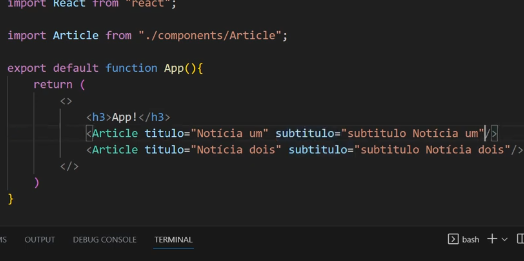 import React from "react";
import Article from "./components/Article";
export default function App(){
return (
<>
<h3>App!</h3>
<Article titulo="Notícia um" subtitulo="subtitulo Notícia um"/>
<Article titulo="Notícia dois" subtitulo="subtitulo Notícia dois"/>
</>
)
}
MS OUTPUT DEBUG CONSOLE TERMINAL bash